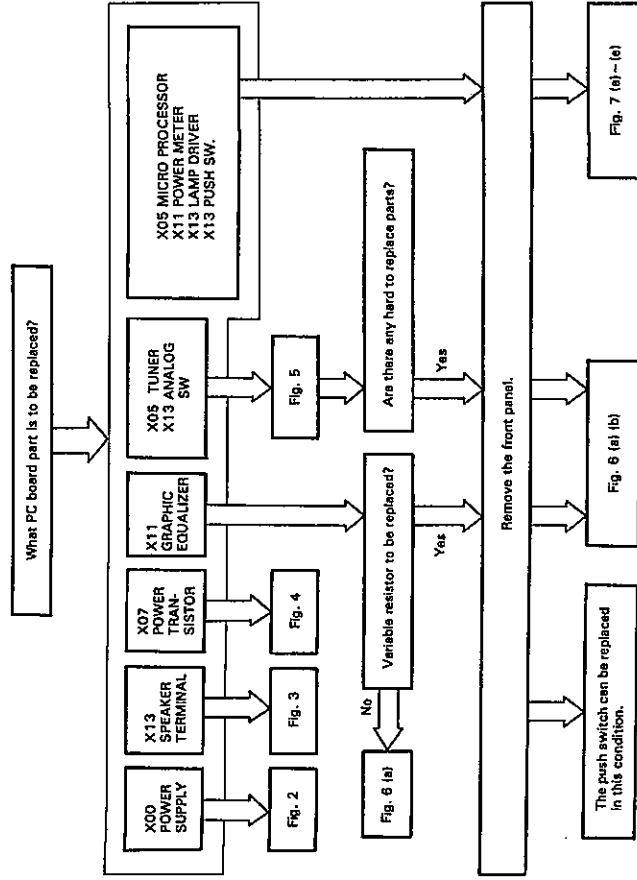 What PC board part is to be replaced?
X00
POWER
SUPPLY
X13
SPEAKER
TERMINAL
X07
POWER
TRAN-
SISTOR
X11
GRAPHIC
EQUALIZER
X05 TUNER
X13 ANALOG
SW
X05 MICRO PROCESSOR
X11 POWER METER
X13 LAMP DRIVER
X13 PUSH SW.
Fig. 2
Fig. 3
Fig. 4
Fig. 5
No
Fig. 6 (a)
Variable resistor to be replaced?
Yes
Are there any hard to replace parts?
Yes
Remove the front panel.
The push switch can be replaced
in this condition.
Fig. 6 (a) (b)
Fig. 7 (a) ~ (e)